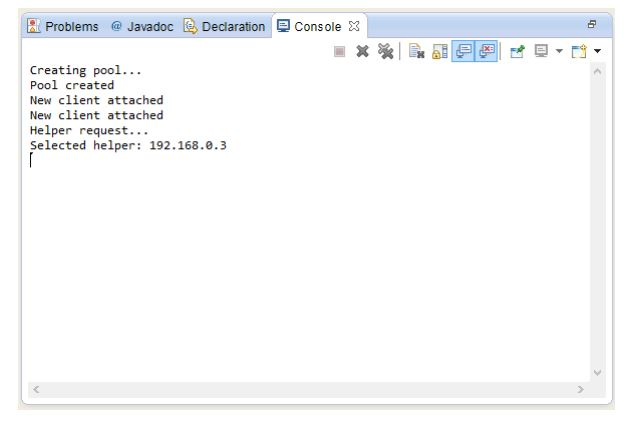 Problems @ Javadoc Declaration Console
Creating pool...
Pool created
New client attached
New client attached
Helper request...
Selected helper: 192.168.0.3